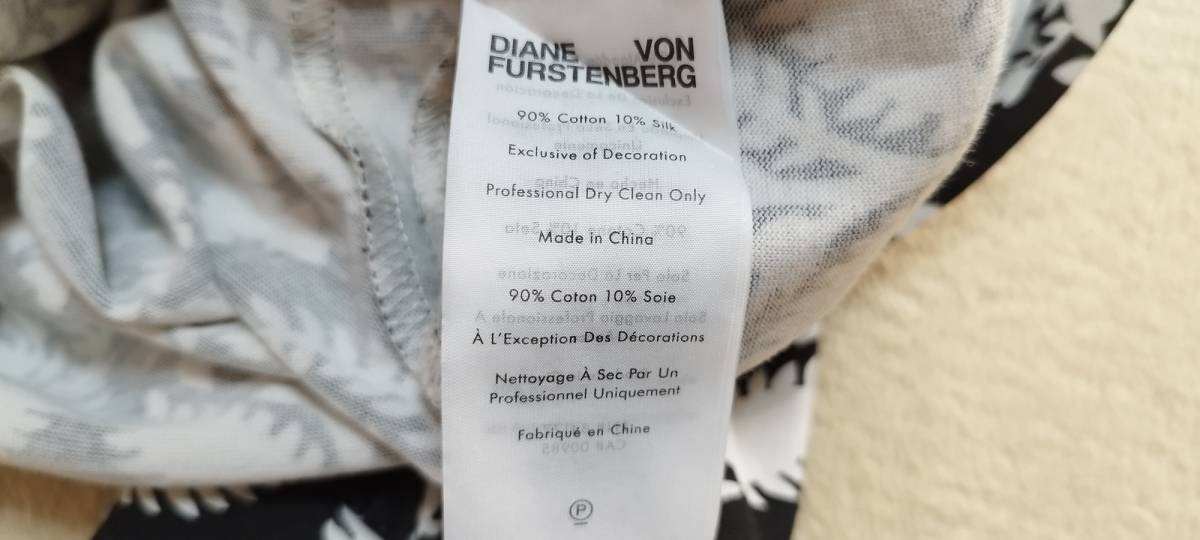 DIANE VON
FURSTENBERG
90% Cotton 10% Silk
Exclusive of Decoration
Professional Dry Clean Only
Made in China
90% Coton 10% Soie
À L'Exception Des Décorations
Nettoyage À Sec Par Un
Professionnel Uniquement
Fabriqué en Chine
P